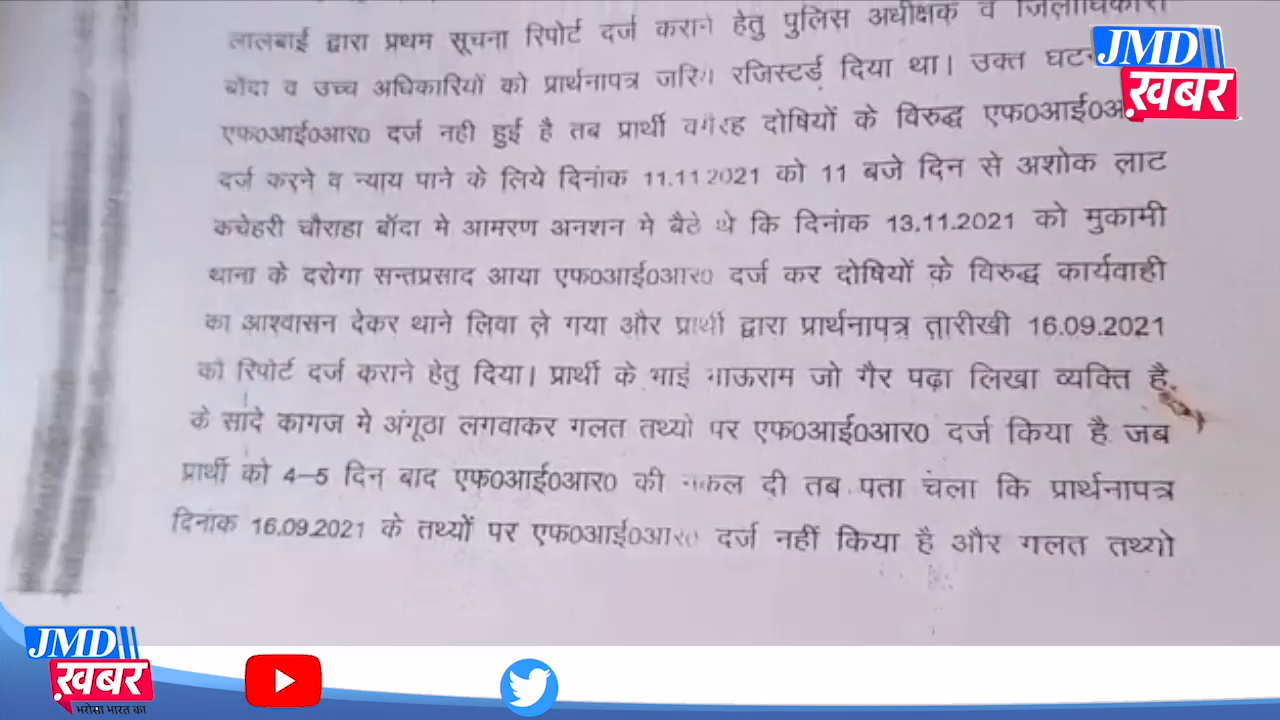 लालबाई द्वारा प्रथम सूचना रिपोर्ट दर्ज कराने हेतु पुलिस अधीक्षक व जिलाधिकारी
बाँदा व उच्च अधिकारियों को प्रार्थनापत्र जरिए रजिस्टर्ड दिया था। उक्त
एफ0आई0आर0 दर्ज नही हुई है तब प्रार्थी वगैरह दोषियों के विरुद्ध
दर्ज करने व न्याय पाने के लिये दिनांक 11.11.2021 को 11 बजे दिन से अशोक लाट
कचेहरी चौराहा बॉदा मे आमरण अनशन मे बैठे थे कि दिनांक 13.11.2021 को मुकामी
थाना के दरोगा सन्तप्रसाद आया एफ0आई0आर0 दर्ज कर दोषियों के विरुद्ध कार्यवाही
का आश्वासन देकर थाने लिवा ले गया और प्रार्थी द्वारा प्रार्थनापत्र तारीखी 16.09.2021
को रिपोर्ट दर्ज कराने हेतु दिया। प्रार्थी के भाई भाऊराम जो गैर पढ़ा लिखा व्यक्ति है
के सादे कागज मे अंगूठा लगवाकर गलत तथ्यो पर एफ0आई0आर0 दर्ज किया है जब
प्रार्थी को 4–5 दिन बाद एफ0आई0आर0 की नकल दी तब पता चला कि प्रार्थनापत्र
दिनांक 16.09.2021 के तथ्यों पर एफ0आई0आर0 दर्ज नहीं किया है और गलत तथ्यो
JMD
ख़बर
JMD
ख़बर
भरोसा भारत का